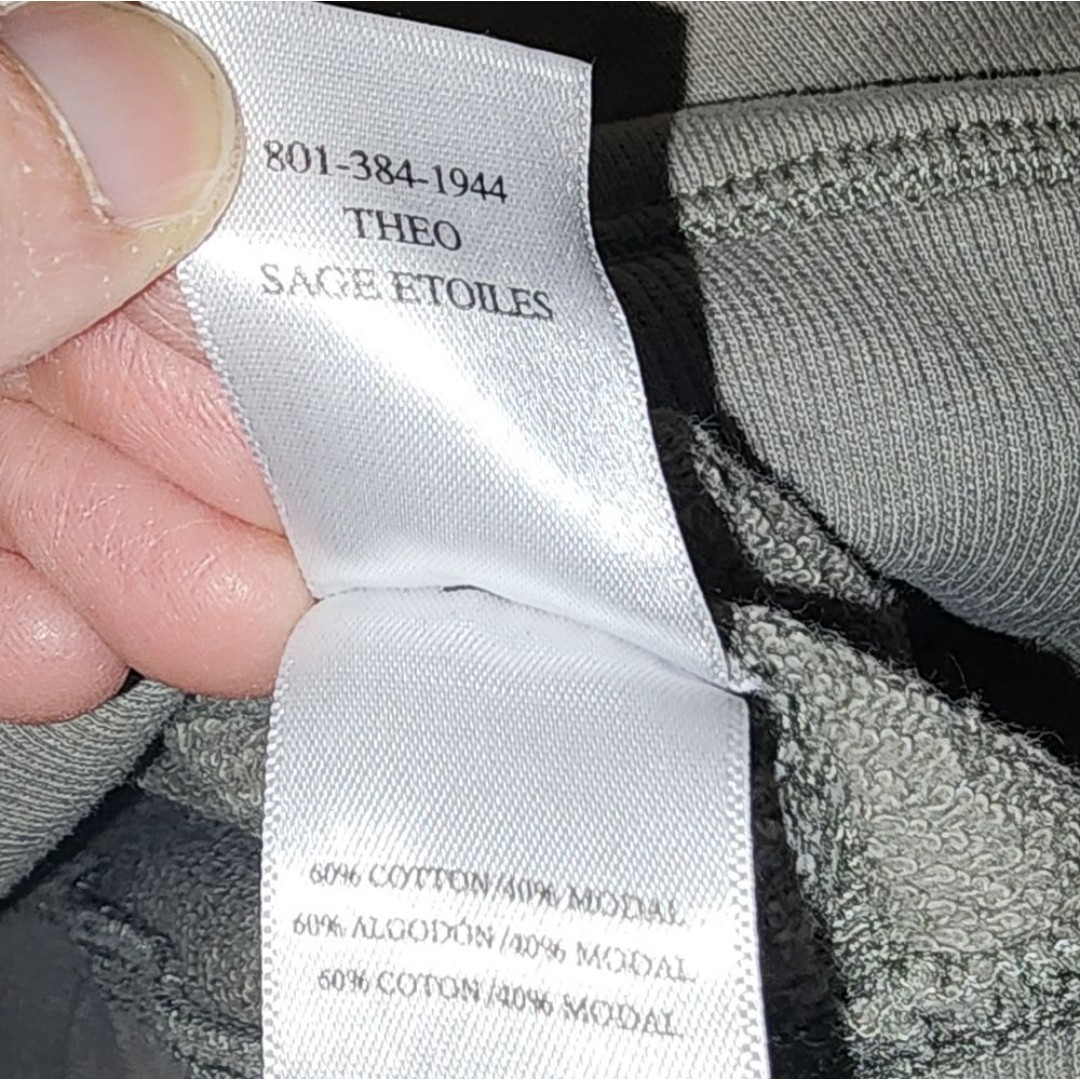 801-384-1944
THEO
SAGE ETOILES
60% COTTON/40% MODAL
60% ALGODÓN/40% MODAL
60% COTON/40% MODAL